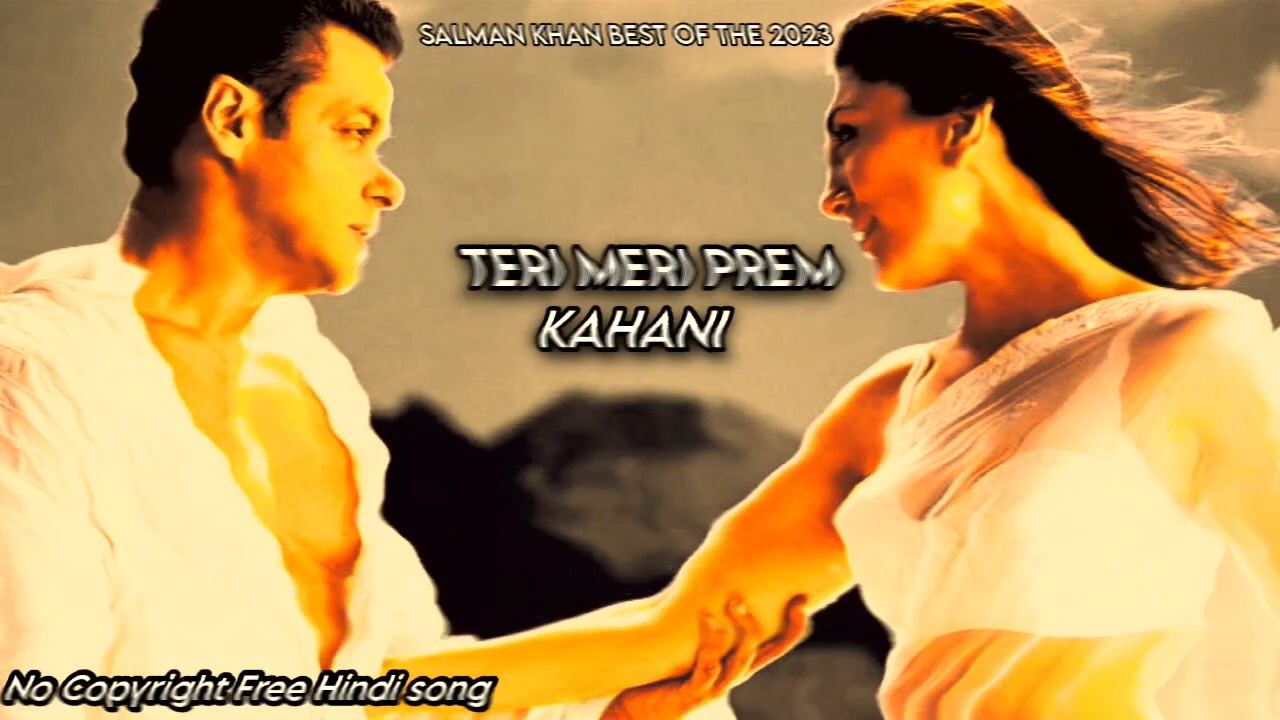 SALMAN KHAN BEST OF THE 2023
TERI MERI PREM
KAHANI
No Copyright Free Hindi song